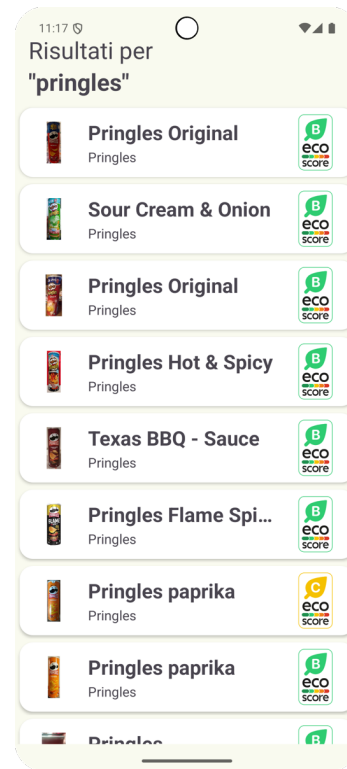 11:17
Risultati per
"pringles"
Pringles Original
Pringles
B
eco
score
Sour Cream & Onion
Pringles
B
eco
score
Pringles Original
Pringles
B
eco
score
Pringles Hot & Spicy
Pringles
B
eco
score
Texas BBQ - Sauce
Pringles
B
eco
score
Pringles Flame Spi...
Pringles
B
eco
score
Pringles paprika
Pringles
C
eco
score
Pringles paprika
Pringles
B
eco
score
Pringles
B